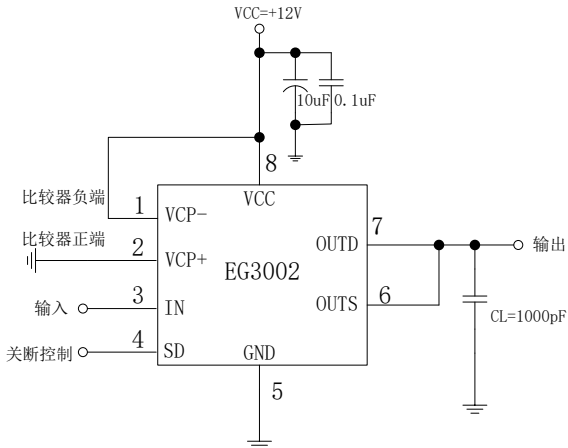 VCC=+12V
10uF 0.1uF
8
比较器负端
1
VCP-
VCC
比较器正端
2
VCP+
7
OUTD
输出
EG3002
输入
3
IN
OUTS
6
CL=1000pF
关断控制
4
SD
GND
5